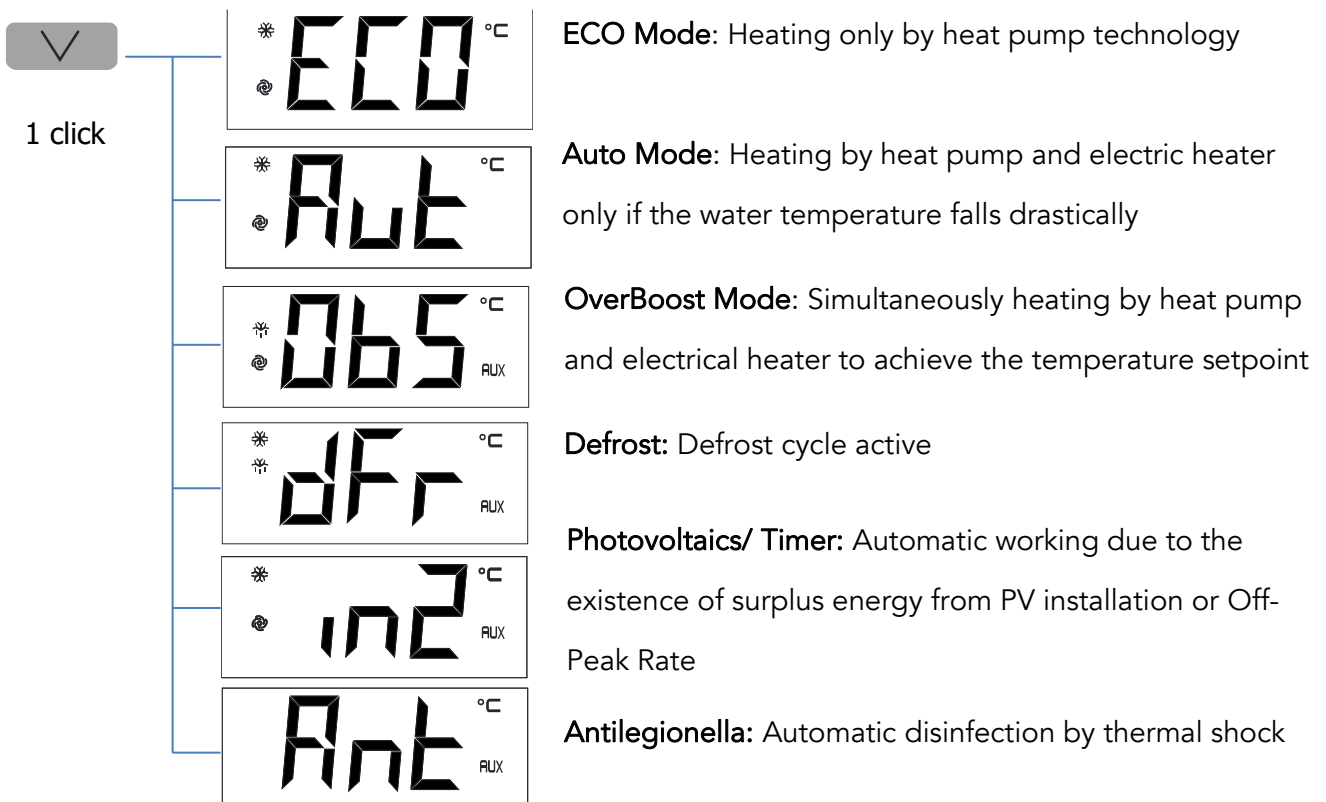 ECO °C
ECO Mode: Heating only by heat pump technology
1 click
Aut °C
Auto Mode: Heating by heat pump and electric heater
only if the water temperature falls drastically
ObS °C
AUX
OverBoost Mode: Simultaneously heating by heat pump
and electrical heater to achieve the temperature setpoint
dFr °C
AUX
Defrost: Defrost cycle active
in2 °C
AUX
Photovoltaics/ Timer: Automatic working due to the
existence of surplus energy from PV installation or Off-
Peak Rate
Ant °C
AUX
Antilegionella: Automatic disinfection by thermal shock